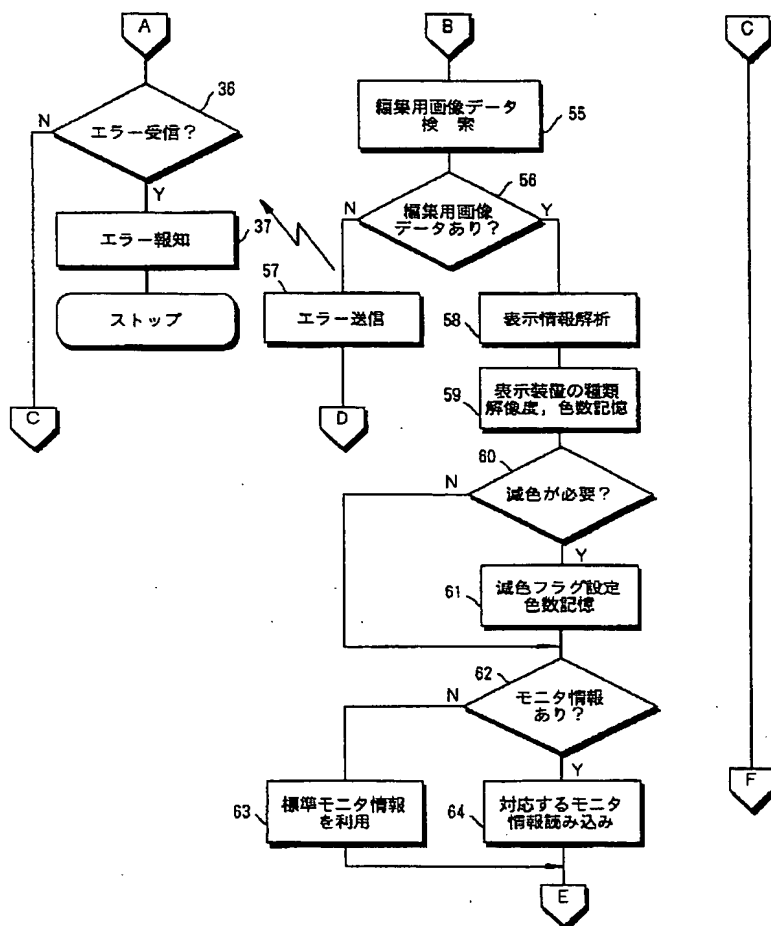 A
36
N
エラー受信?
Y
エラー報知
37
ストップ
C
B
編集用画像データ
検 索
55
56
N
編集用画像
データあり?
Y
57
エラー送信
D
58
表示情報解析
59
表示装置の種類
解像度,色数記憶
60
N
減色が必要?
Y
61
減色フラグ設定
色数記憶
62
N
モニタ情報
あり?
Y
63
標準モニタ情報
を利用
64
対応するモニタ
情報読み込み
E
C
F